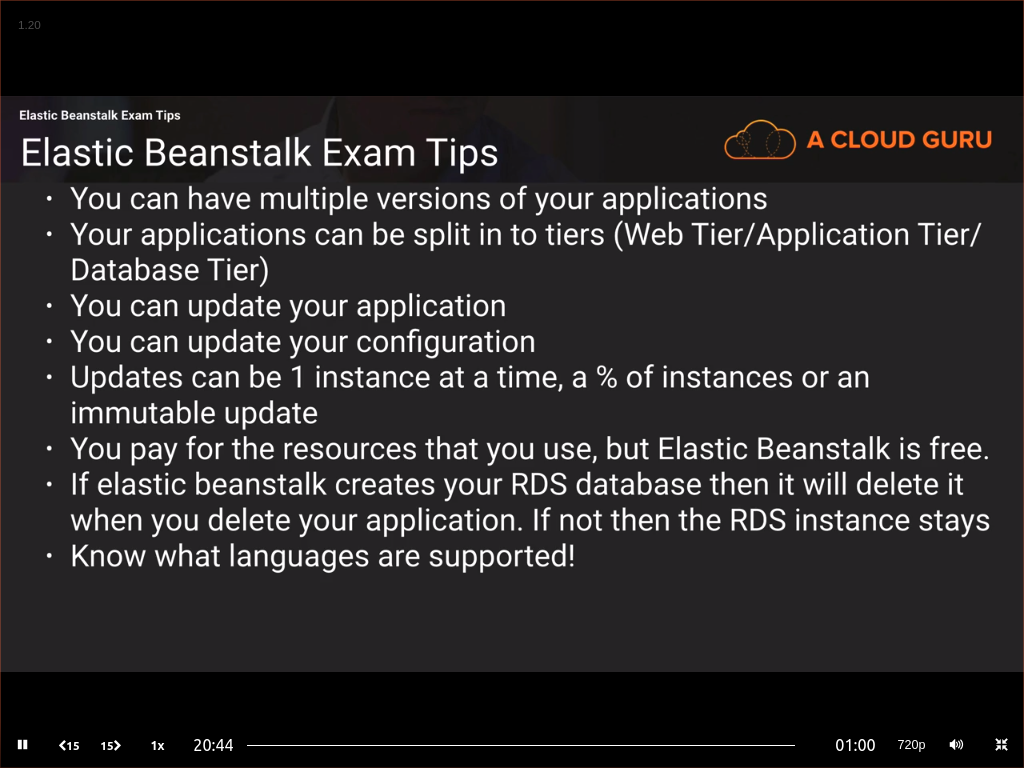 1.20
Elastic Beanstalk Exam Tips
Elastic Beanstalk Exam Tips
A CLOUD GURU
• You can have multiple versions of your applications
• Your applications can be split in to tiers (Web Tier/Application Tier/
Database Tier)
• You can update your application
• You can update your configuration
• Updates can be 1 instance at a time, a % of instances or an
immutable update
• You pay for the resources that you use, but Elastic Beanstalk is free.
• If elastic beanstalk creates your RDS database then it will delete it
when you delete your application. If not then the RDS instance stays
• Know what languages are supported!
15 15 1x 20:44 01:00 720p